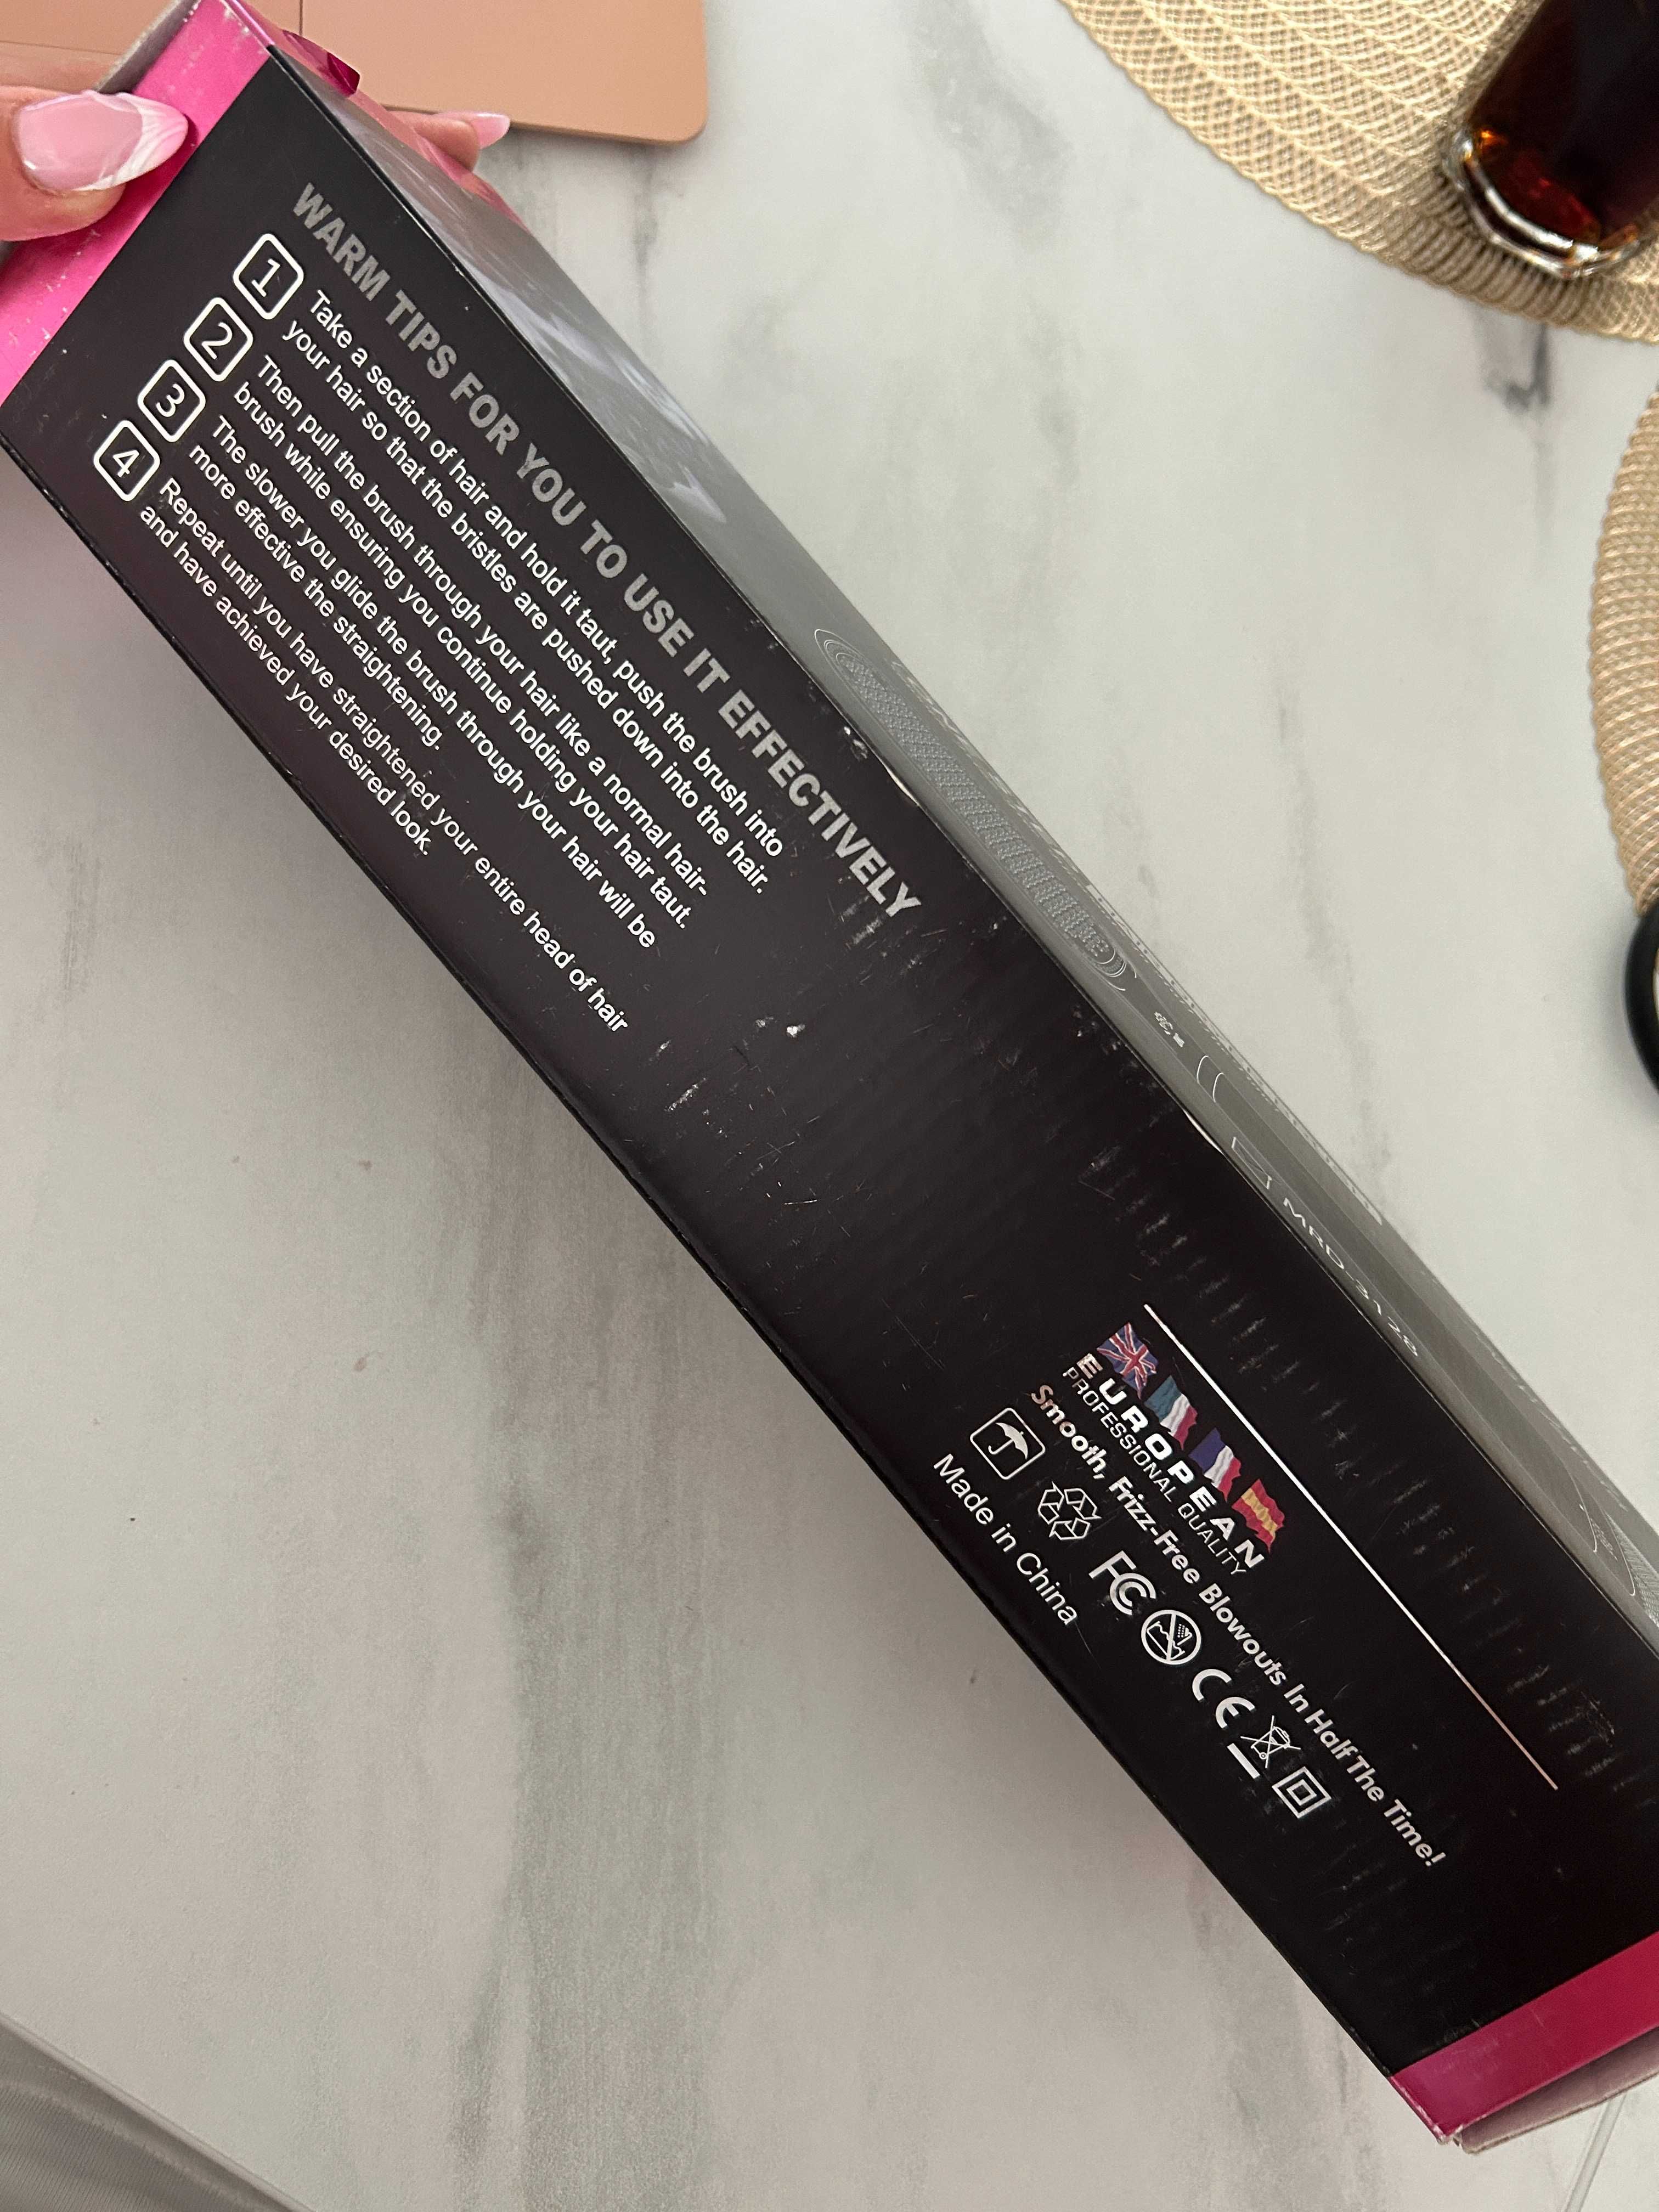 WARM TIPS FOR YOU TO USE IT EFFECTIVELY
1 Take a section of hair and hold it taut, push the brush into
your hair so that the bristles are pushed down into the hair.
2 Then pull the brush through your hair like a normal hair-
brush while ensuring you continue holding your hair taut.
3 The slower you glide the brush through your hair will be
more effective the straightening.
4 Repeat until you have straightened your entire head of hair
and have achieved your desired look.
EUROPEAN
PROFESSIONAL QUALITY
Smooth, Frizz-Free Blowouts In Half The Time!
FC CE
Made in China